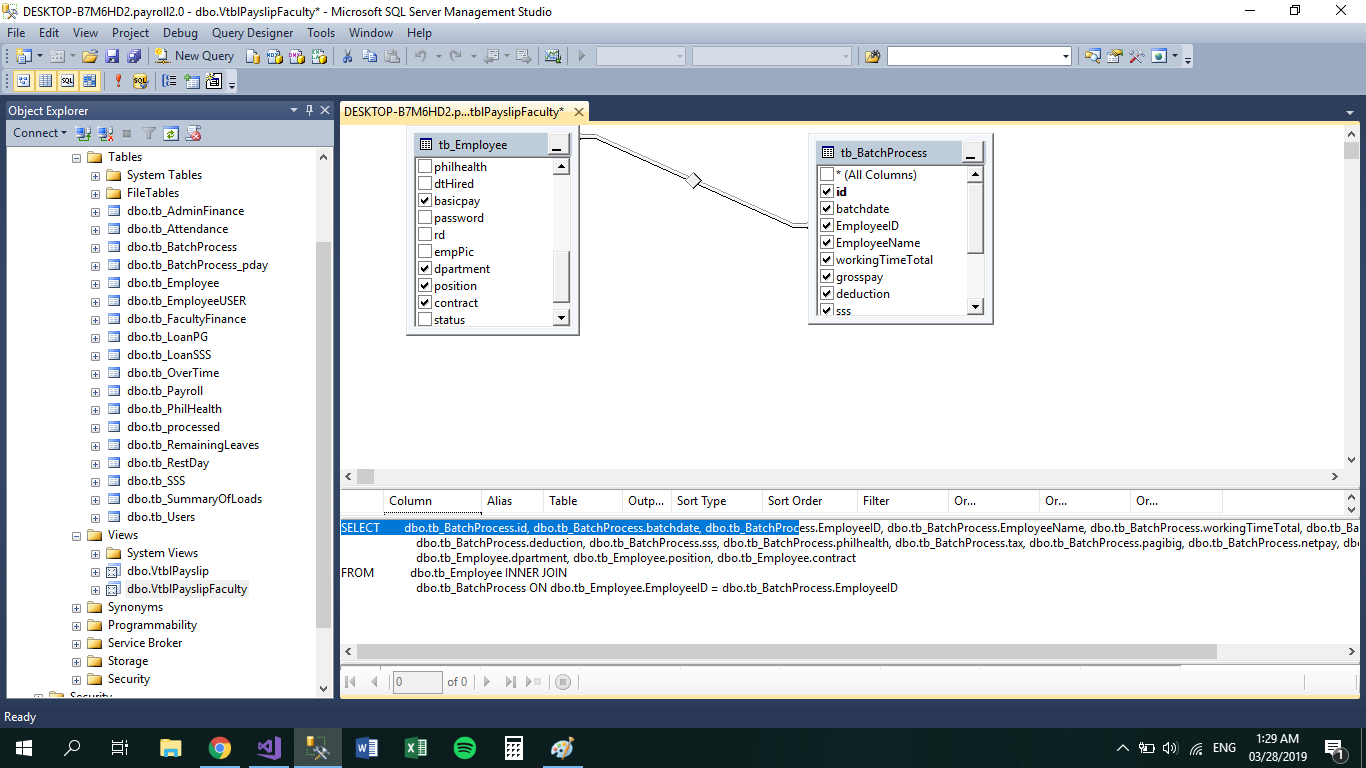 DESKTOP-B7M6HD2.payroll2.0 - dbo.VtblPayslipFaculty* - Microsoft SQL Server Management Studio
File Edit View Project Debug Query Designer Tools Window Help
New Query
Object Explorer
Connect
Tables
System Tables
FileTables
dbo.tb_AdminFinance
dbo.tb_Attendance
dbo.tb_BatchProcess
dbo.tb_BatchProcess_pday
dbo.tb_Employee
dbo.tb_EmployeeUSER
dbo.tb_FacultyFinance
dbo.tb_LoanPG
dbo.tb_LoanSSS
dbo.tb_OverTime
dbo.tb_Payroll
dbo.tb_PhilHealth
dbo.tb_processed
dbo.tb_RemainingLeaves
dbo.tb_RestDay
dbo.tb_SSS
dbo.tb_SummaryOfLoads
dbo.tb_Users
Views
System Views
dbo.VtblPayslip
dbo.VtblPayslipFaculty
Synonyms
Programmability
Service Broker
Storage
Security
Security
DESKTOP-B7M6HD2.p...tblPayslipFaculty*
tb_Employee
philhealth
dtHired
basicpay
password
rd
empPic
dpartment
position
contract
status
tb_BatchProcess
* (All Columns)
id
batchdate
EmployeeID
EmployeeName
workingTimeTotal
grosspay
deduction
sss
Column Alias Table Outp... Sort Type Sort Order Filter Or... Or... Or...
SELECT dbo.tb_BatchProcess.id, dbo.tb_BatchProcess.batchdate, dbo.tb_BatchProcess.EmployeeID, dbo.tb_BatchProcess.EmployeeName, dbo.tb_BatchProcess.workingTimeTotal, dbo.tb_Ba
dbo.tb_BatchProcess.deduction, dbo.tb_BatchProcess.sss, dbo.tb_BatchProcess.philhealth, dbo.tb_BatchProcess.tax, dbo.tb_BatchProcess.pagibig, dbo.tb_BatchProcess.netpay, dbo
dbo.tb_Employee.dpartment, dbo.tb_Employee.position, dbo.tb_Employee.contract
FROM dbo.tb_Employee INNER JOIN
dbo.tb_BatchProcess ON dbo.tb_Employee.EmployeeID = dbo.tb_BatchProcess.EmployeeID
0 of 0
Ready
ENG
1:29 AM
03/28/2019
1